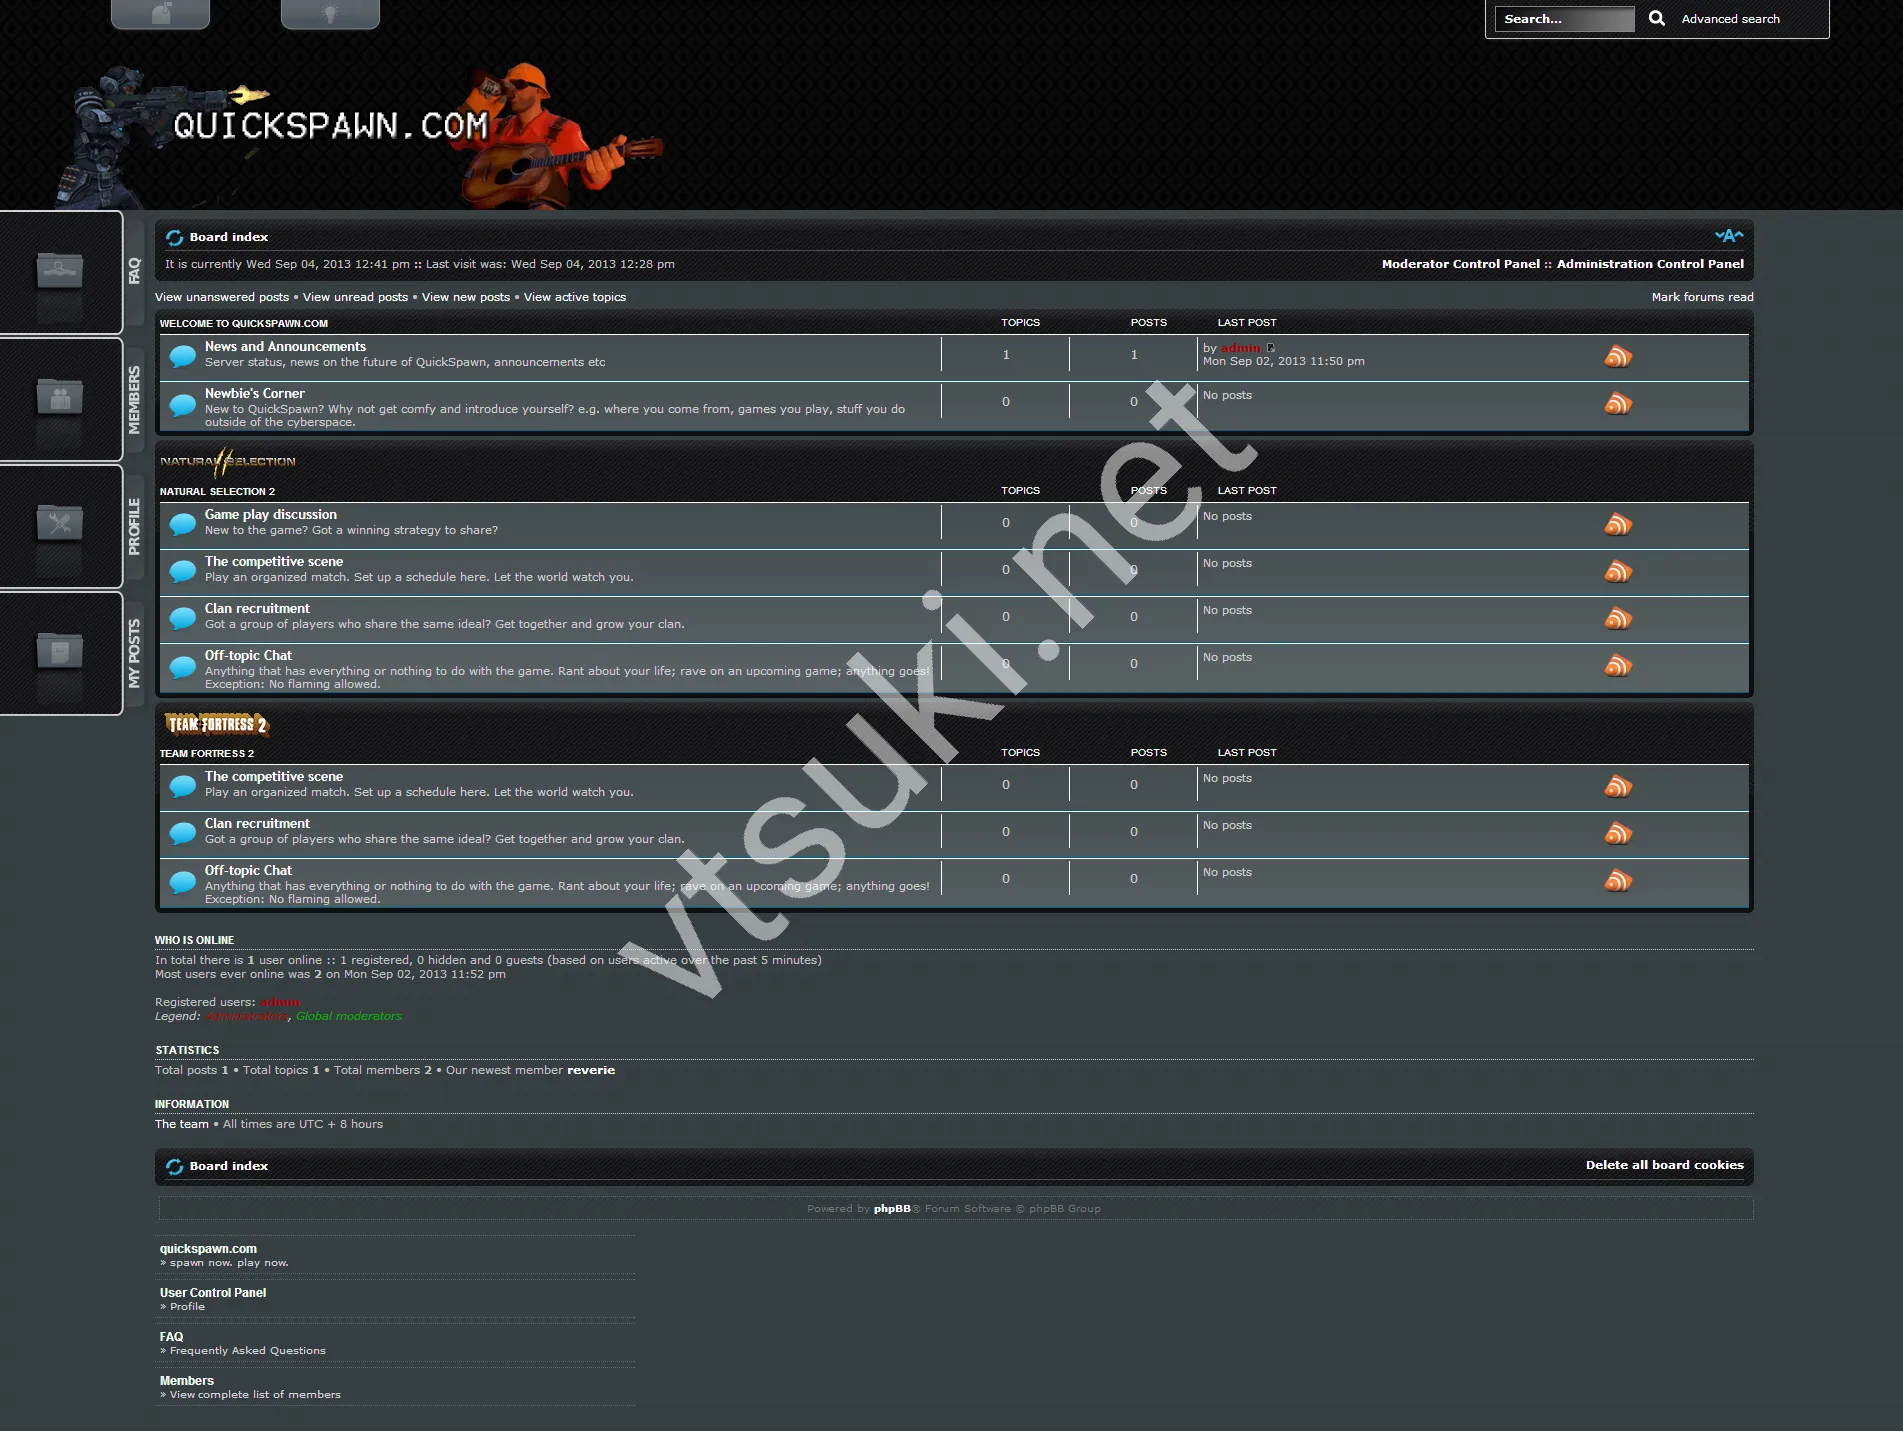 Search... Advanced search
QUICKSPAWN.COM
FAQ
MEMBERS
PROFILE
MY POSTS
Board index
It is currently Wed Sep 04, 2013 12:41 pm :: Last visit was: Wed Sep 04, 2013 12:28 pm
Moderator Control Panel :: Administration Control Panel
View unanswered posts • View unread posts • View new posts • View active topics
Mark forums read
WELCOME TO QUICKSPAWN.COM TOPICS POSTS LAST POST
News and Announcements
Server status, news on the future of QuickSpawn, announcements etc
1 1
by admin
Mon Sep 02, 2013 11:50 pm
Newbie's Corner
New to QuickSpawn? Why not get comfy and introduce yourself? e.g. where you come from, games you play, stuff you do
outside of the cyberspace.
0 0 No posts
NATURAL SELECTION
NATURAL SELECTION 2 TOPICS POSTS LAST POST
Game play discussion
New to the game? Got a winning strategy to share?
0 0 No posts
The competitive scene
Play an organized match. Set up a schedule here. Let the world watch you.
0 0 No posts
Clan recruitment
Got a group of players who share the same ideal? Get together and grow your clan.
0 0 No posts
Off-topic Chat
Anything that has everything or nothing to do with the game. Rant about your life; rave on an upcoming game; anything goes!
Exception: No flaming allowed.
0 0 No posts
TEAM FORTRESS 2
TEAM FORTRESS 2 TOPICS POSTS LAST POST
The competitive scene
Play an organized match. Set up a schedule here. Let the world watch you.
0 0 No posts
Clan recruitment
Got a group of players who share the same ideal? Get together and grow your clan.
0 0 No posts
Off-topic Chat
Anything that has everything or nothing to do with the game. Rant about your life; rave on an upcoming game; anything goes!
Exception: No flaming allowed.
0 0 No posts
vtsuki.net
WHO IS ONLINE
In total there is 1 user online :: 1 registered, 0 hidden and 0 guests (based on users active over the past 5 minutes)
Most users ever online was 2 on Mon Sep 02, 2013 11:52 pm
Registered users: admin
Legend: Administrators, Global moderators
STATISTICS
Total posts 1 • Total topics 1 • Total members 2 • Our newest member reverie
INFORMATION
The team • All times are UTC + 8 hours
Board index
Delete all board cookies
Powered by phpBB® Forum Software © phpBB Group
quickspawn.com
» spawn now. play now.
User Control Panel
» Profile
FAQ
» Frequently Asked Questions
Members
» View complete list of members